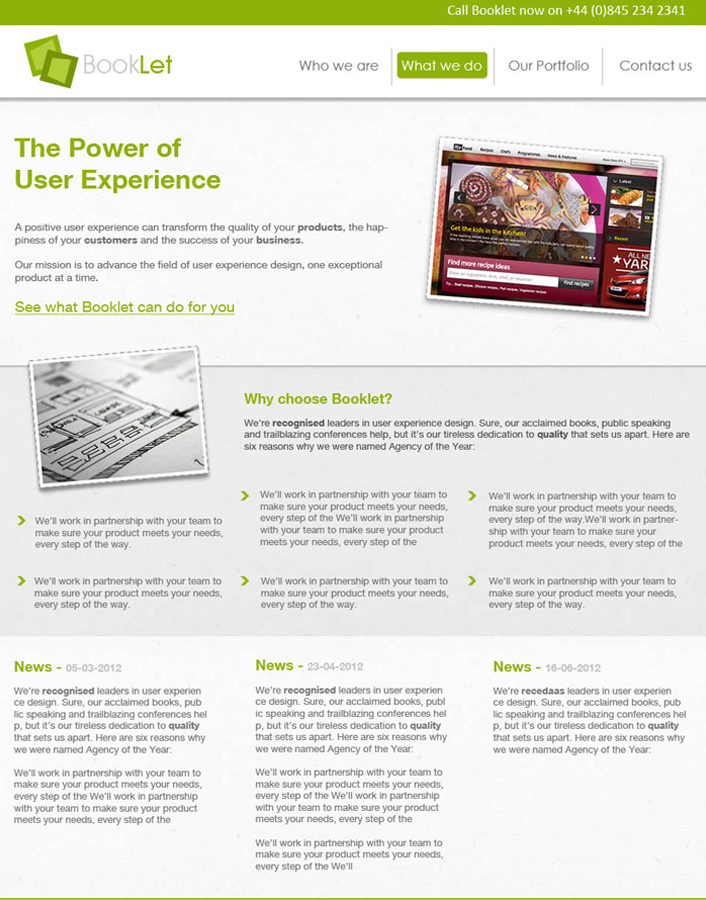 Call Booklet now on +44 (0)845 234 2341
BookLet
Who we are
What we do
Our Portfolio
Contact us
The Power of
User Experience
A positive user experience can transform the quality of your products, the hap-
piness of your customers and the success of your business.
Our mission is to advance the field of user experience design, one exceptional
product at a time.
See what Booklet can do for you
Food
Recipes
Chefs
Programmes
News & Features
Latest
Get the kids in the kitchen!
Recent
Find more recipe ideas
Find recipes
ALL NE
YAR
Why choose Booklet?
We're recognised leaders in user experience design. Sure, our acclaimed books, public speaking
and trailblazing conferences help, but it's our tireless dedication to quality that sets us apart. Here are
six reasons why we were named Agency of the Year:
We'll work in partnership with your team to
make sure your product meets your needs,
every step of the way.
We'll work in partnership with your team to
make sure your product meets your needs,
every step of the We'll work in partnership
with your team to make sure your product
meets your needs, every step of the
We'll work in partnership with your team to
make sure your product meets your needs,
every step of the way.We'll work in partner-
ship with your team to make sure your
product meets your needs, every step of the
We'll work in partnership with your team to
make sure your product meets your needs,
every step of the way.
We'll work in partnership with your team to
make sure your product meets your needs,
every step of the way.
We'll work in partnership with your team to
make sure your product meets your needs,
every step of the way.
News - 05-03-2012
We're recognised leaders in user experien
ce design. Sure, our acclaimed books, pub
lic speaking and trailblazing conferences hel
p, but it's our tireless dedication to quality
that sets us apart. Here are six reasons why
we were named Agency of the Year:
We'll work in partnership with your team to
make sure your product meets your needs,
every step of the We'll work in partnership
with your team to make sure your product
meets your needs, every step of the
News - 23-04-2012
We're recognised leaders in user experien
ce design. Sure, our acclaimed books, publ
ic speaking and trailblazing conferences hel
p, but it's our tireless dedication to quality
that sets us apart. Here are six reasons why
we were named Agency of the Year:
We'll work in partnership with your team to
make sure your product meets your needs,
every step of the We'll work in partnership
with your team to make sure your product
meets your needs, every step of the
We'll work in partnership with your team to
make sure your product meets your needs,
every step of the We'll
News - 16-06-2012
We're recedaas leaders in user experien
ce design. Sure, our acclaimed books, pub
lic speaking and trailblazing conferences hel
p, but it's our tireless dedication to quality
that sets us apart. Here are six reasons why
we were named Agency of the Year: